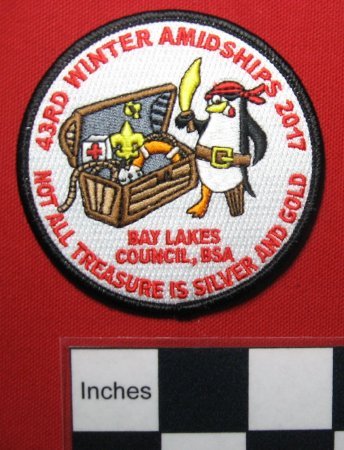 43RD WINTER AMIDSHIPS 2017
BAY LAKES
COUNCIL, BSA
NOT ALL TREASURE IS SILVER AND GOLD
Inches